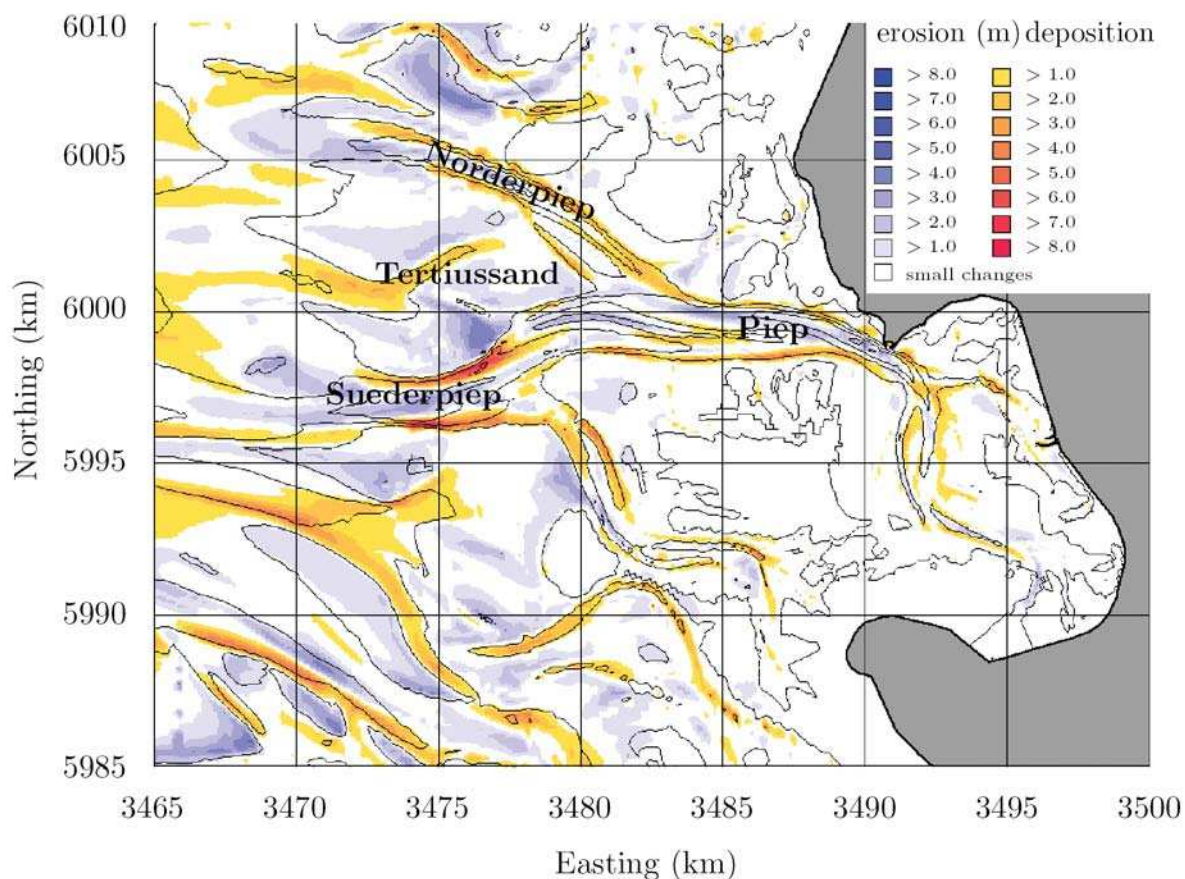 6010
6005
6000
5995
5990
5985
Northing (km)
3465 3470 3475 3480 3485 3490 3495 3500
Easting (km)
erosion (m) deposition
> 8.0 > 1.0
> 7.0 > 2.0
> 6.0 > 3.0
> 5.0 > 4.0
> 4.0 > 5.0
> 3.0 > 6.0
> 2.0 > 7.0
> 1.0 > 8.0
small changes
Norderpiep
Tertiussand
Piep
Suederpiep